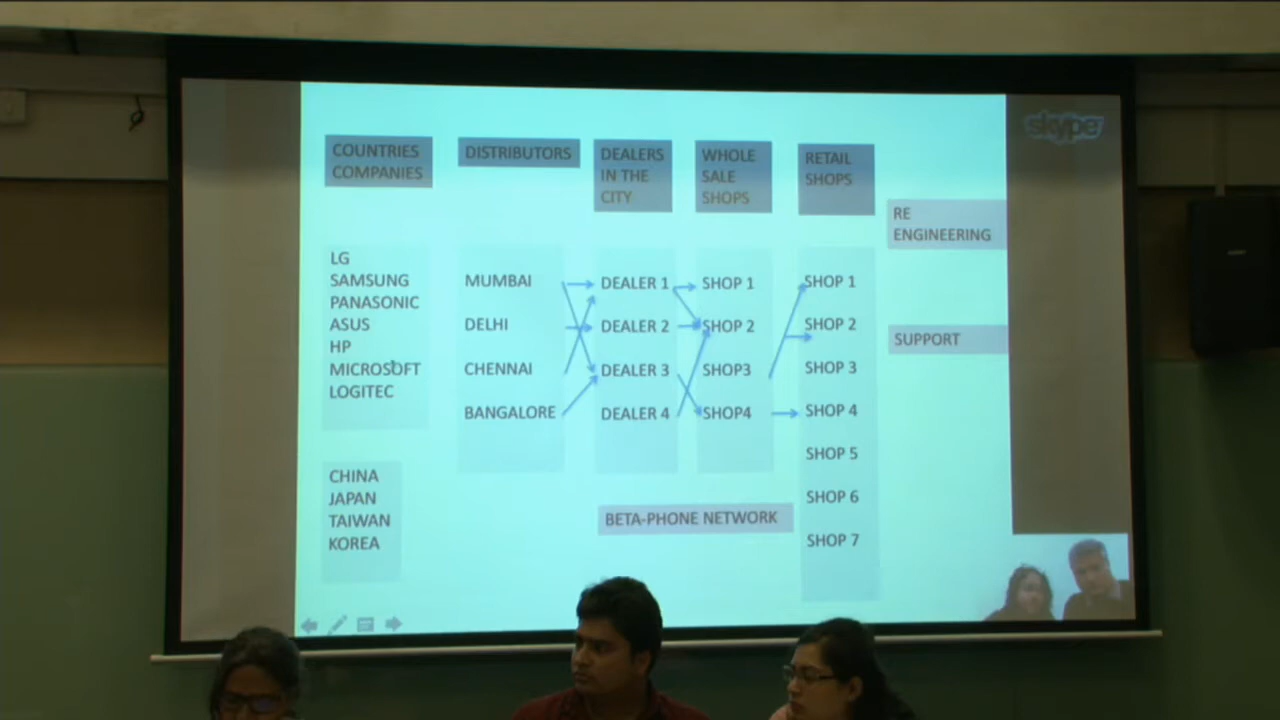 skype
COUNTRIES
COMPANIES
DISTRIBUTORS
DEALERS
IN THE
CITY
WHOLE
SALE
SHOPS
RETAIL
SHOPS
RE
ENGINEERING
LG
SAMSUNG
PANASONIC
ASUS
HP
MICROSOFT
LOGITEC
MUMBAI
DELHI
CHENNAI
BANGALORE
DEALER 1
DEALER 2
DEALER 3
DEALER 4
SHOP 1
SHOP 2
SHOP3
SHOP4
SHOP 1
SHOP 2
SHOP 3
SHOP 4
SHOP 5
SHOP 6
SHOP 7
SUPPORT
CHINA
JAPAN
TAIWAN
KOREA
BETA-PHONE NETWORK